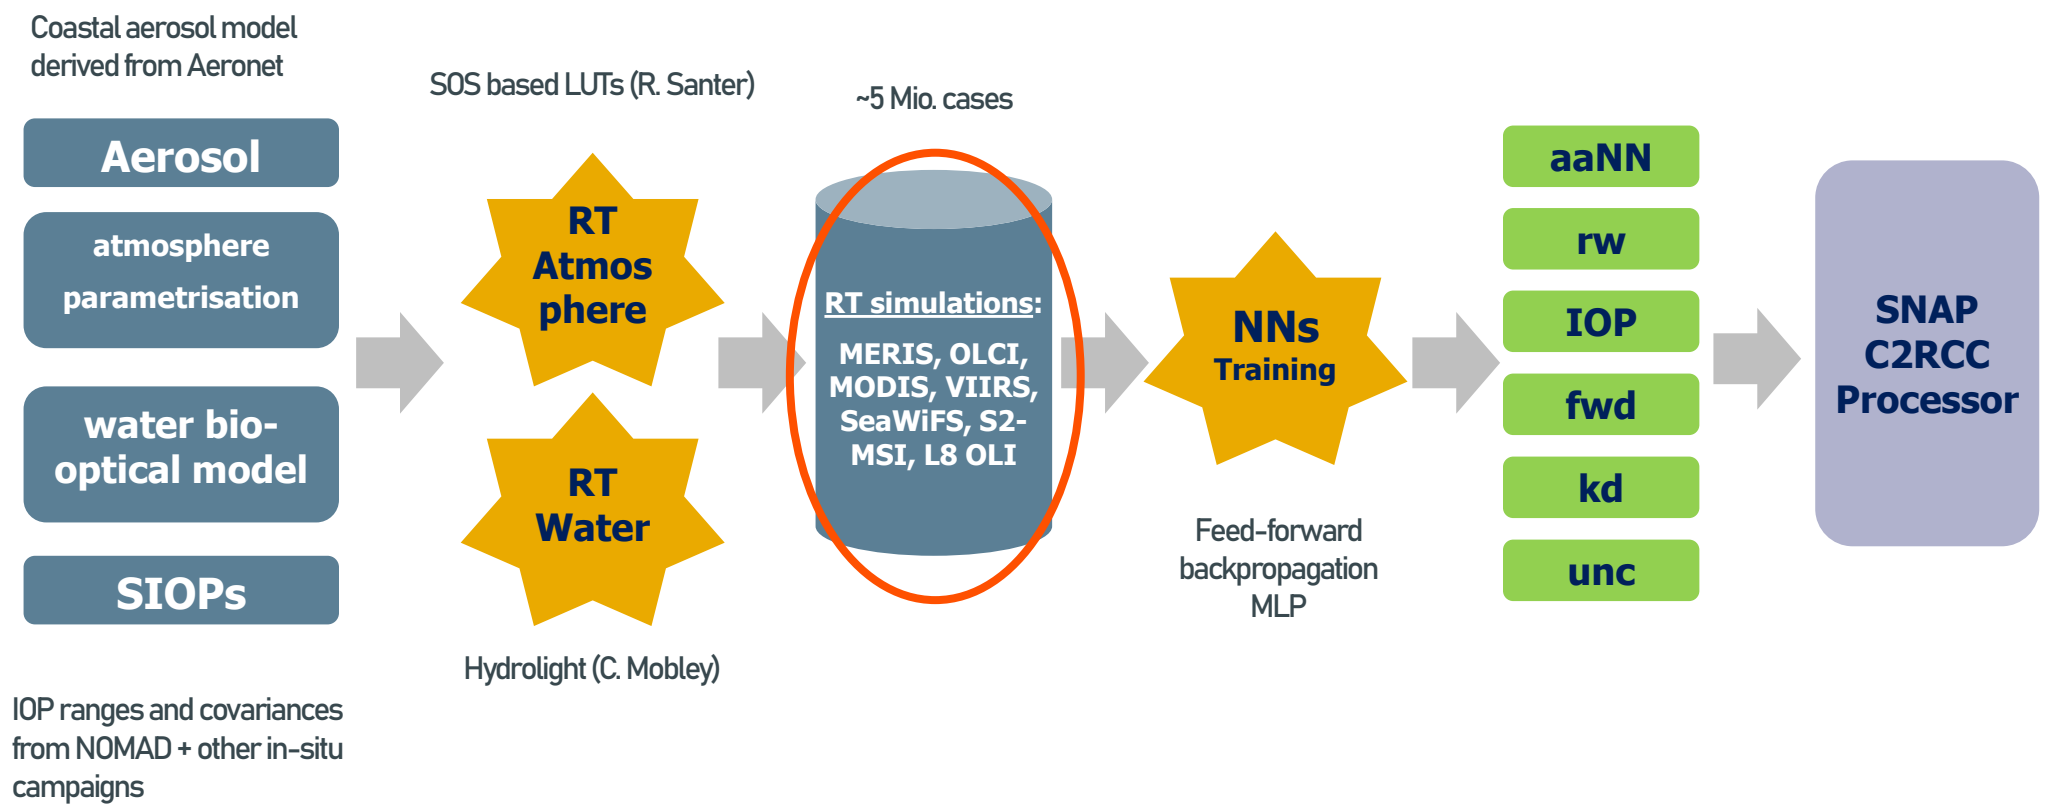 Coastal aerosol model
derived from Aeronet
Aerosol
atmosphere
parametrisation
water bio-
optical model
SIOPs
IOP ranges and covariances
from NOMAD + other in-situ
campaigns
SOS based LUTs (R. Santer)
RT
Atmos
phere
RT
Water
Hydrolight (C. Mobley)
~5 Mio. cases
RT simulations:
MERIS, OLCI,
MODIS, VIIRS,
SeaWiFS, S2-
MSI, L8 OLI
NNs
Training
Feed-forward
backpropagation
MLP
aaNN
rw
IOP
fwd
kd
unc
SNAP
C2RCC
Processor